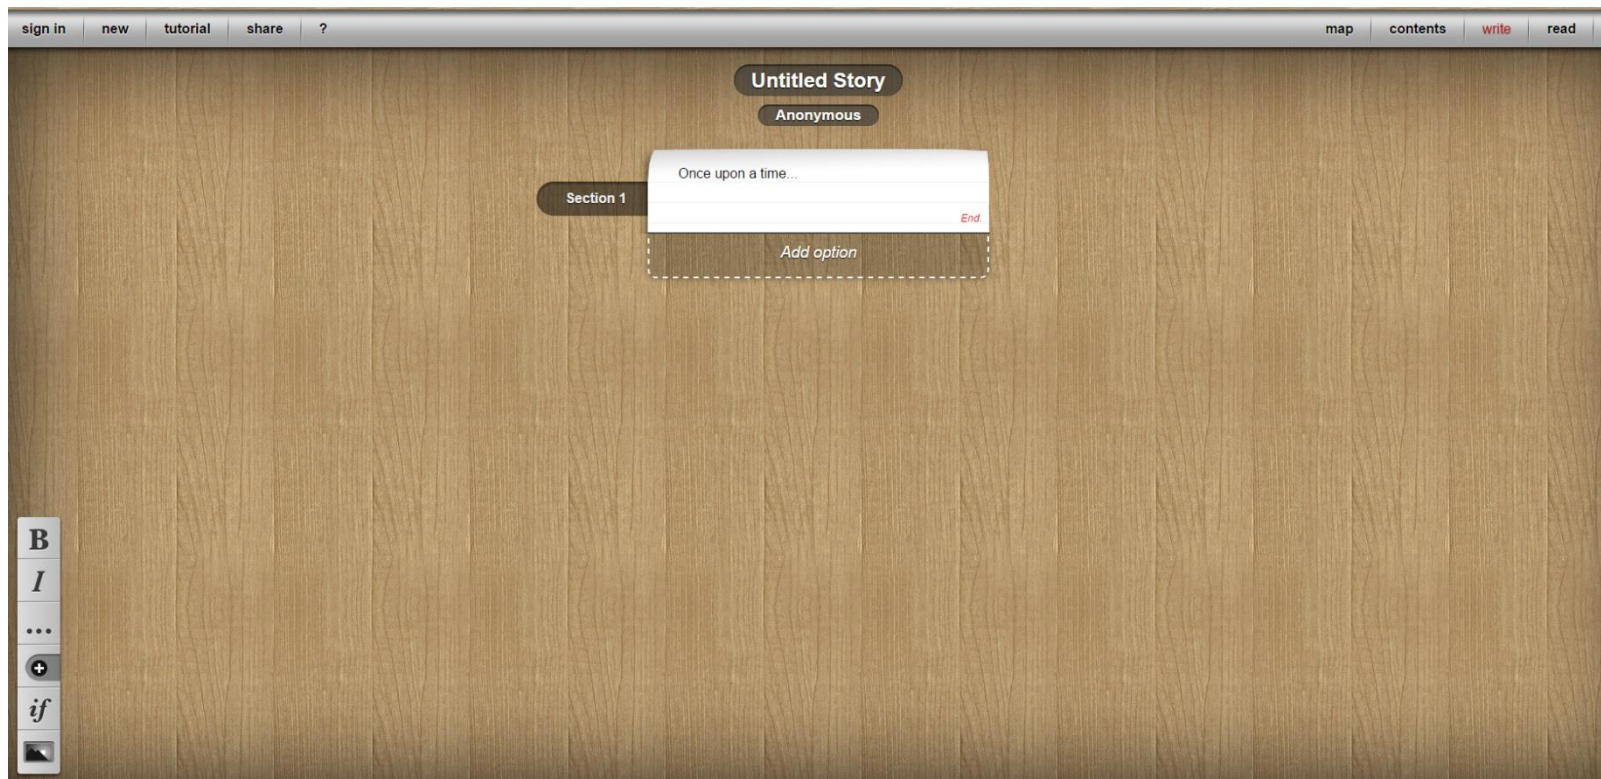 sign in new tutorial share ? map contents write read
Untitled Story
Anonymous
Once upon a time...
Section 1
End.
Add option
B
I
...
if